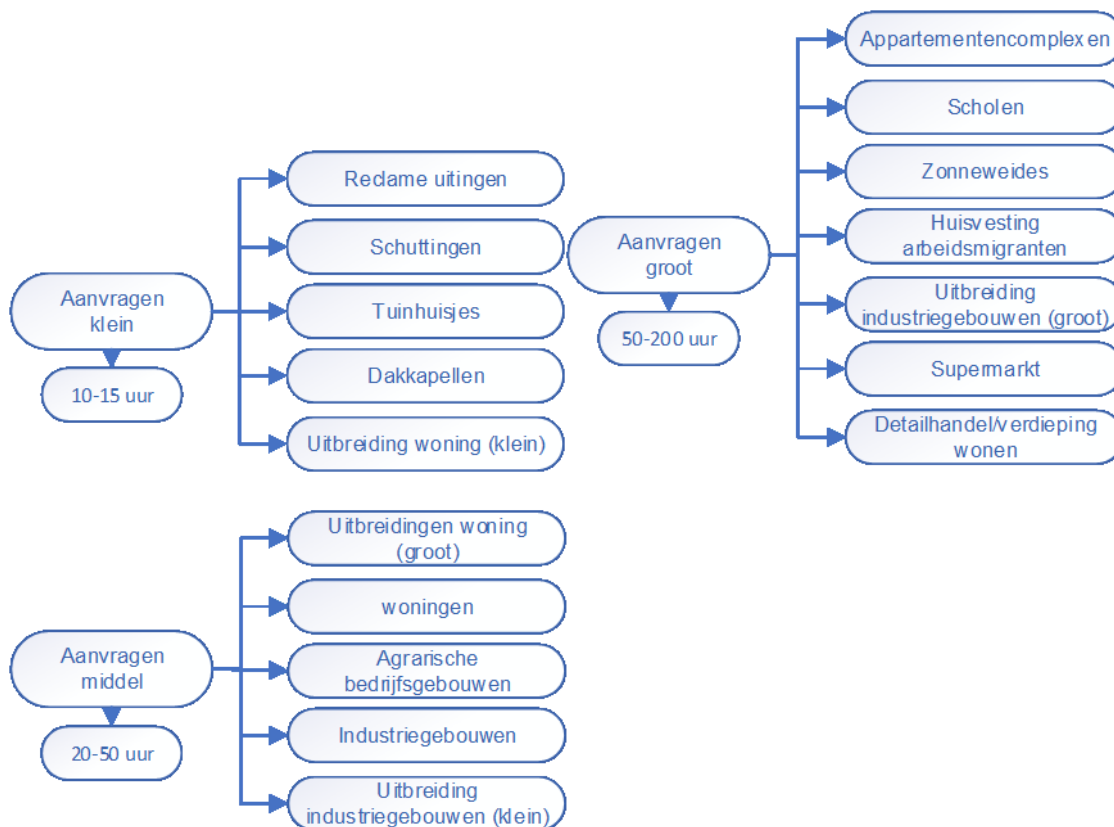 Aanvragen
klein
10-15 uur
Reclame uitingen
Schuttingen
Tuinhuisjes
Dakkapellen
Uitbreiding woning (klein)
Aanvragen
groot
50-200 uur
Appartementencomplexen
Scholen
Zonneweides
Huisvesting
arbeidsmigranten
Uitbreiding
industriegebouwen (groot)
Supermarkt
Detailhandel/verdieping
wonen
Aanvragen
middel
20-50 uur
Uitbreidingen woning
(groot)
woningen
Agrarische
bedrijfsgebouwen
Industriegebouwen
Uitbreiding
industriegebouwen (klein)